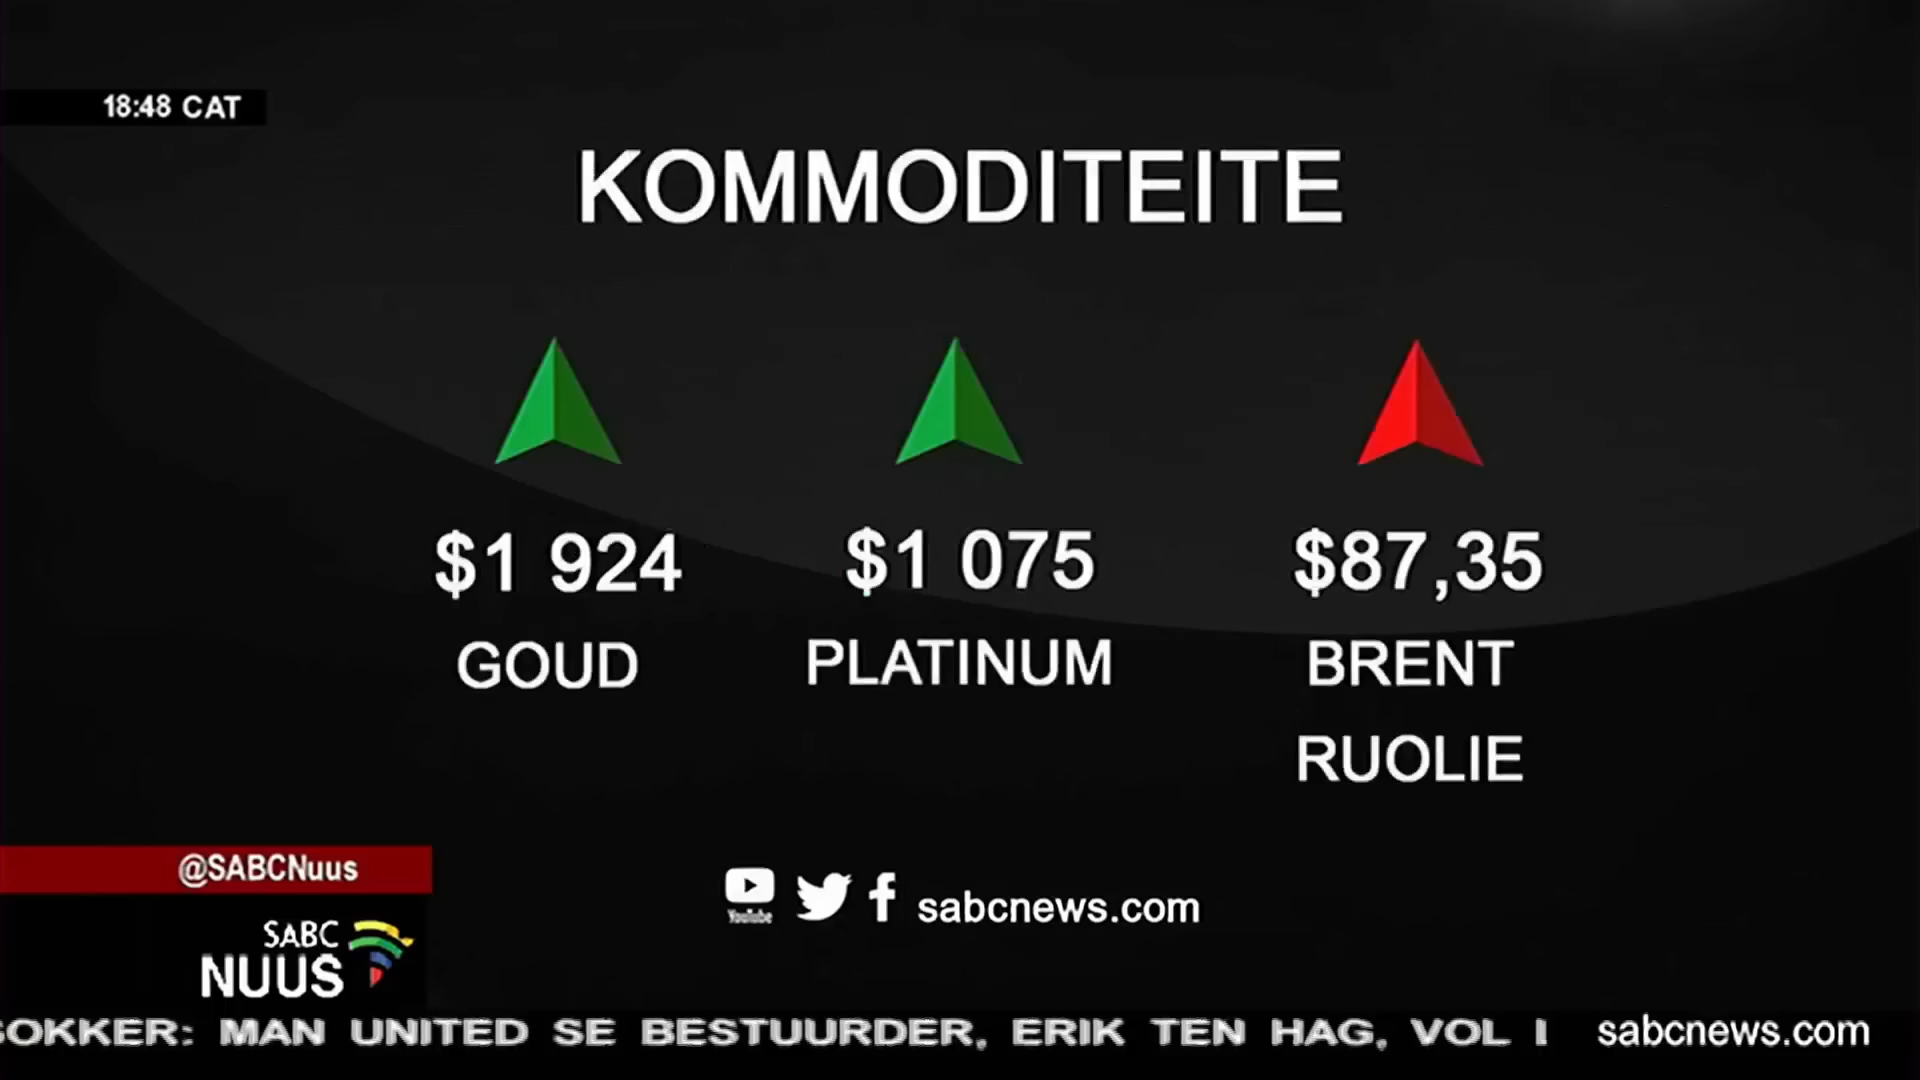 18:48 CAT
KOMMODITEITE
$1 924
$1 075
$87,35
GOUD
PLATINUM
BRENT
RUOLIE
@SABCNuus
YouTube
sabcnews.com
SABC
NUUS
SOKKER: MAN UNITED SE BESTUURDER, ERIK TEN HAG, VOL
sabcnews.com